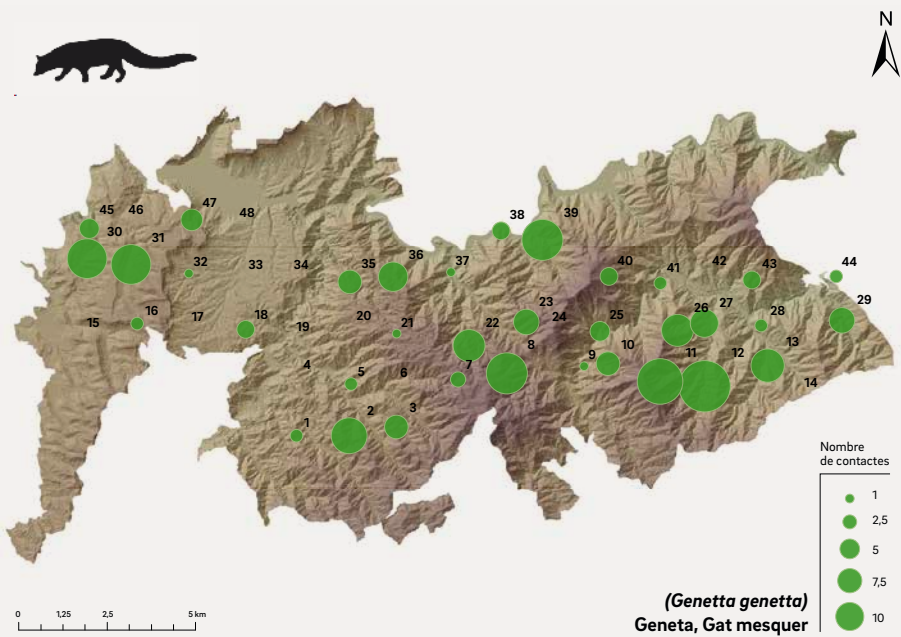 N
45 46 47 48
30 31
38 39
32 33 34 35 36 37
40 41 42 43 44
15 16 17 18 19 20 21 22 23 24 25 26 27 28 29
4 5 6 7 8 9 10 11 12 13 14
1 2 3
Nombre
de contactes
1
2,5
5
7,5
10
(Genetta genetta)
Geneta, Gat mesquer
0 1,25 2,5 5 km